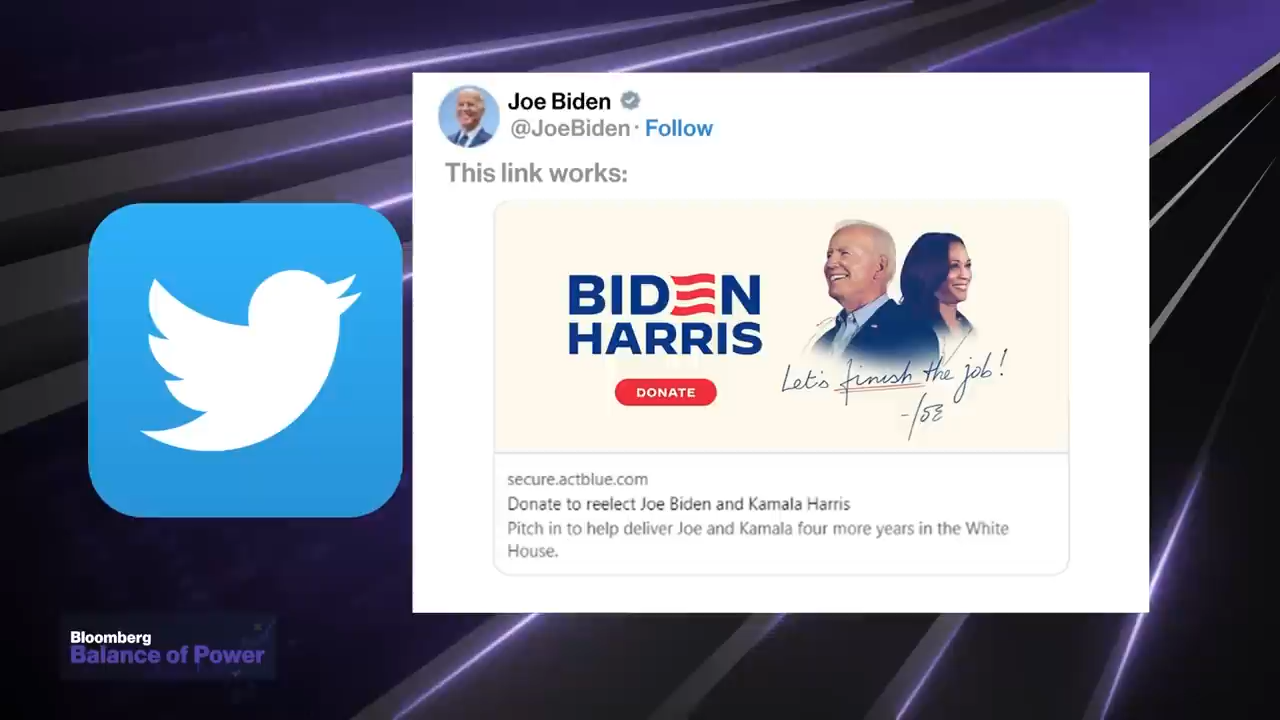 Joe Biden
@JoeBiden · Follow
This link works:
BIDEN
HARRIS
DONATE
Let's finish the job!
-JOE
secure.actblue.com
Donate to reelect Joe Biden and Kamala Harris
Pitch in to help deliver Joe and Kamala four more years in the White
House.
Bloomberg
Balance of Power